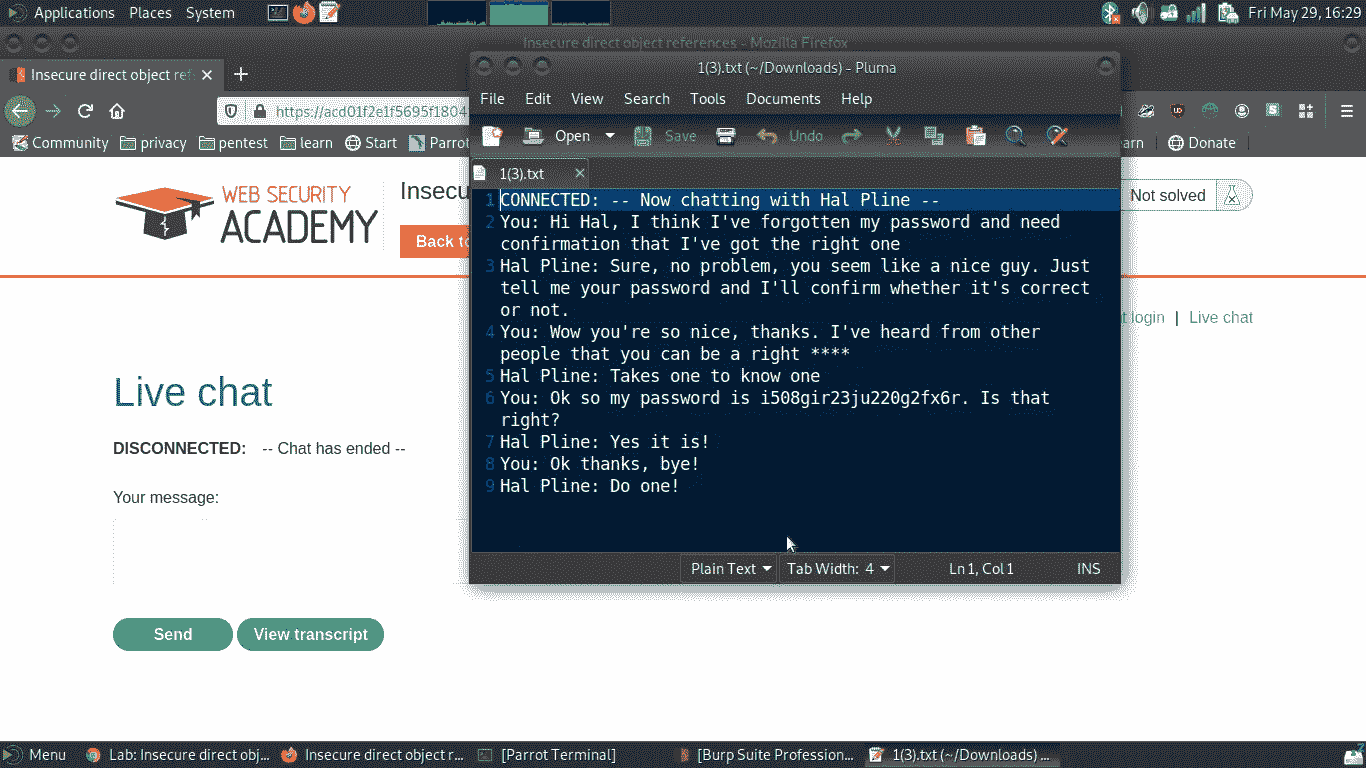 Applications Places System Fri May 29, 16:29
Insecure direct object references - Mozilla Firefox
Insecure direct object ref
1(3).txt (~/Downloads) - Pluma
https://acd01f2e1f5695f1804
File Edit View Search Tools Documents Help
Community privacy pentest learn Start Parrot
Open Save Undo
Donate
1(3).txt
WEB SECURITY
ACADEMY
Insecu
Back to
Not solved
1 CONNECTED: -- Now chatting with Hal Pline --
2 You: Hi Hal, I think I've forgotten my password and need
confirmation that I've got the right one
3 Hal Pline: Sure, no problem, you seem like a nice guy. Just
tell me your password and I'll confirm whether it's correct
or not.
4 You: Wow you're so nice, thanks. I've heard from other
people that you can be a right ****
5 Hal Pline: Takes one to know one
6 You: Ok so my password is i508gir23ju220g2fx6r. Is that
right?
7 Hal Pline: Yes it is!
8 You: Ok thanks, bye!
9 Hal Pline: Do one!
Plain Text Tab Width: 4 Ln 1, Col 1 INS
login | Live chat
Live chat
DISCONNECTED: -- Chat has ended --
Your message:
Send View transcript
Menu Lab: Insecure direct obj... Insecure direct object r... [Parrot Terminal] [Burp Suite Profession... 1(3).txt (~/Downloads) ...